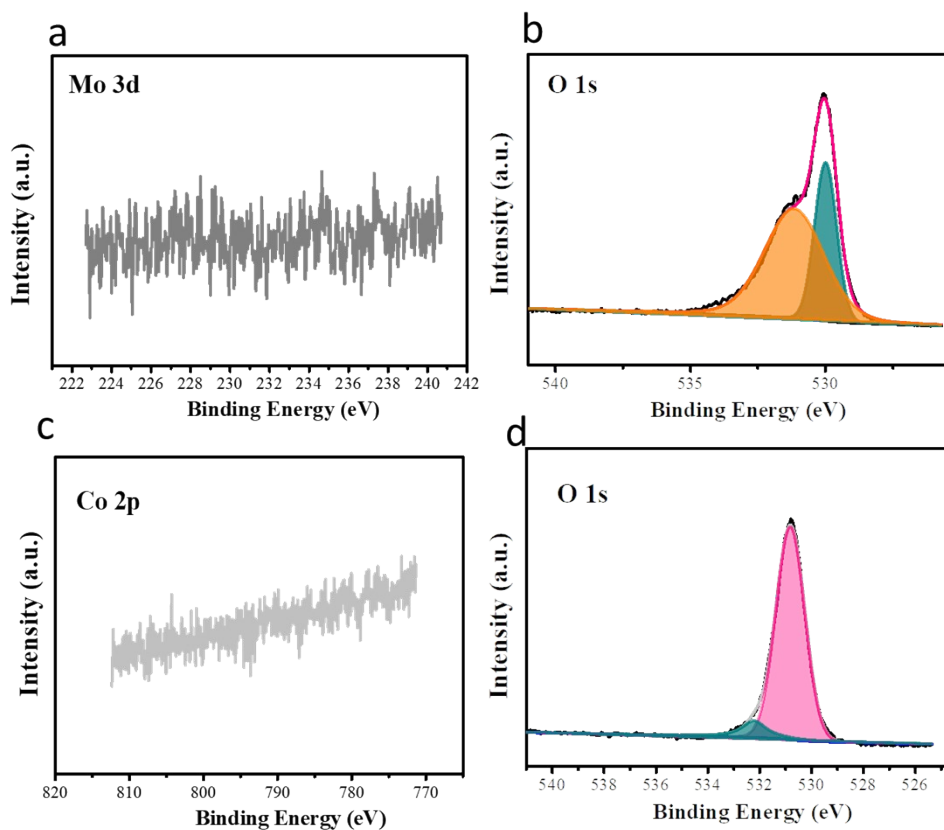 a
Mo 3d
Intensity (a.u.)
222 224 226 228 230 232 234 236 238 240 242
Binding Energy (eV)
b
O 1s
Intensity (a.u.)
540 535 530
Binding Energy (eV)
c
Co 2p
Intensity (a.u.)
820 810 800 790 780 770
Binding Energy (eV)
d
O 1s
Intensity (a.u.)
540 538 536 534 532 530 528 526
Binding Energy (eV)